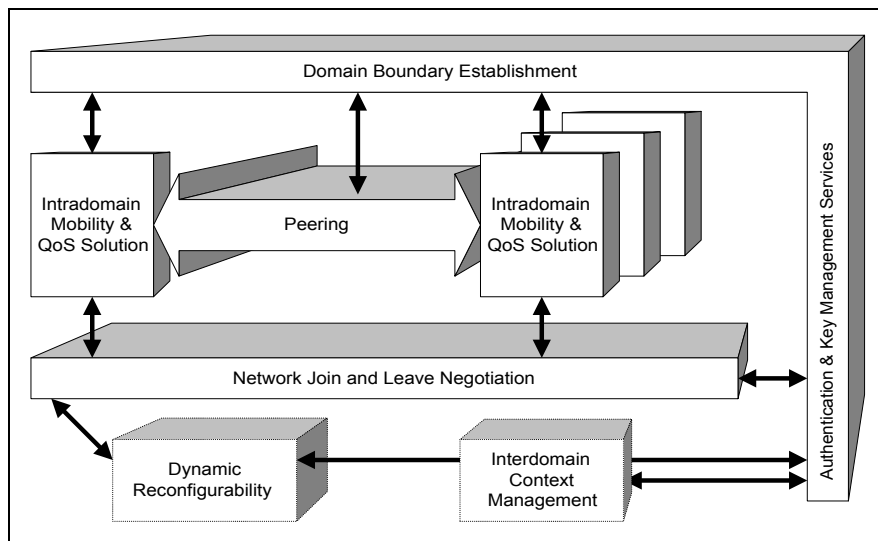 Domain Boundary Establishment
Intradomain
Mobility &
QoS Solution
Peering
Intradomain
Mobility &
QoS Solution
Network Join and Leave Negotiation
Dynamic
Reconfigurability
Interdomain
Context
Management
Authentication & Key Management Services